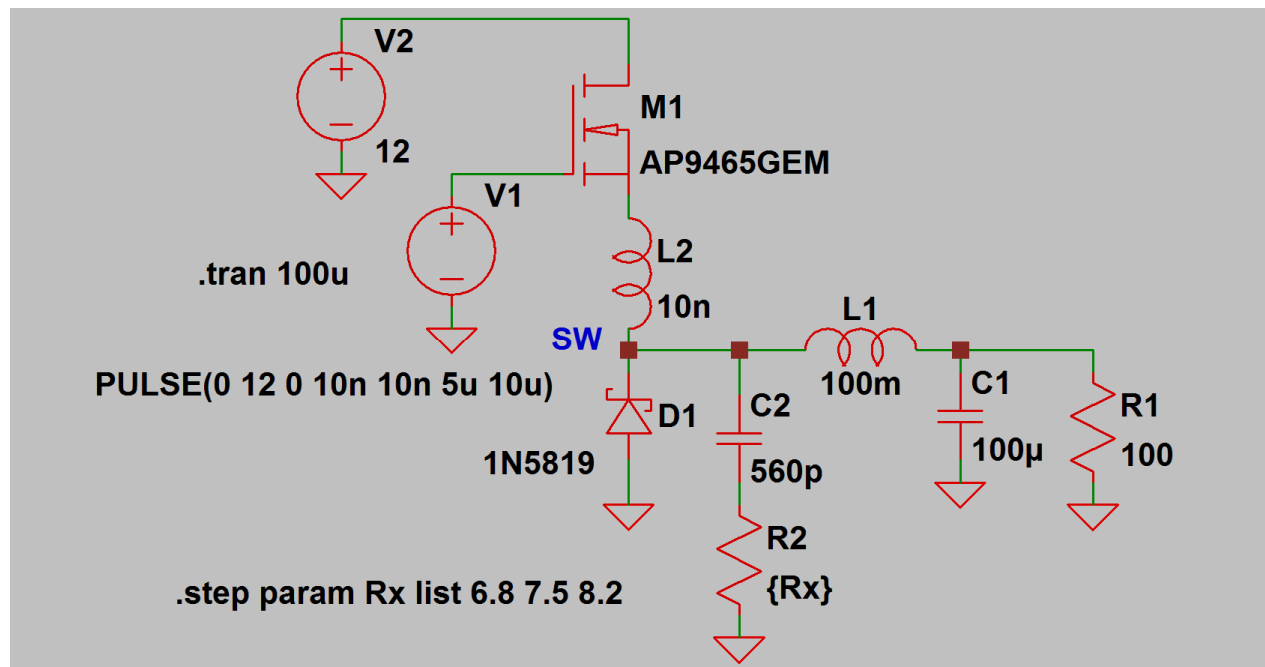 V2
12
M1
AP9465GEM
V1
L2
10n
.tran 100u
SW
L1
100m
PULSE(0 12 0 10n 10n 5u 10u)
D1
1N5819
C2
560p
C1
100µ
R1
100
R2
{Rx}
.step param Rx list 6.8 7.5 8.2